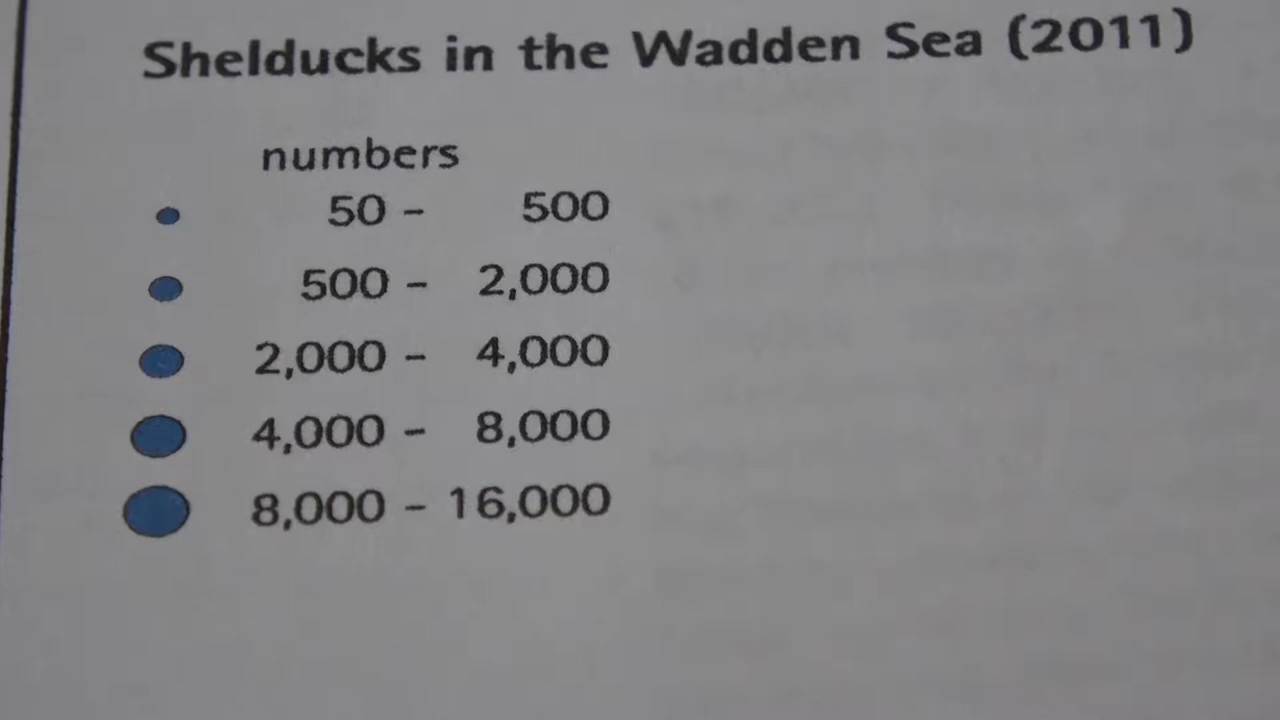 Shelducks in the Wadden Sea (2011)
numbers
50 - 500
500 - 2,000
2,000 - 4,000
4,000 - 8,000
8,000 - 16,000